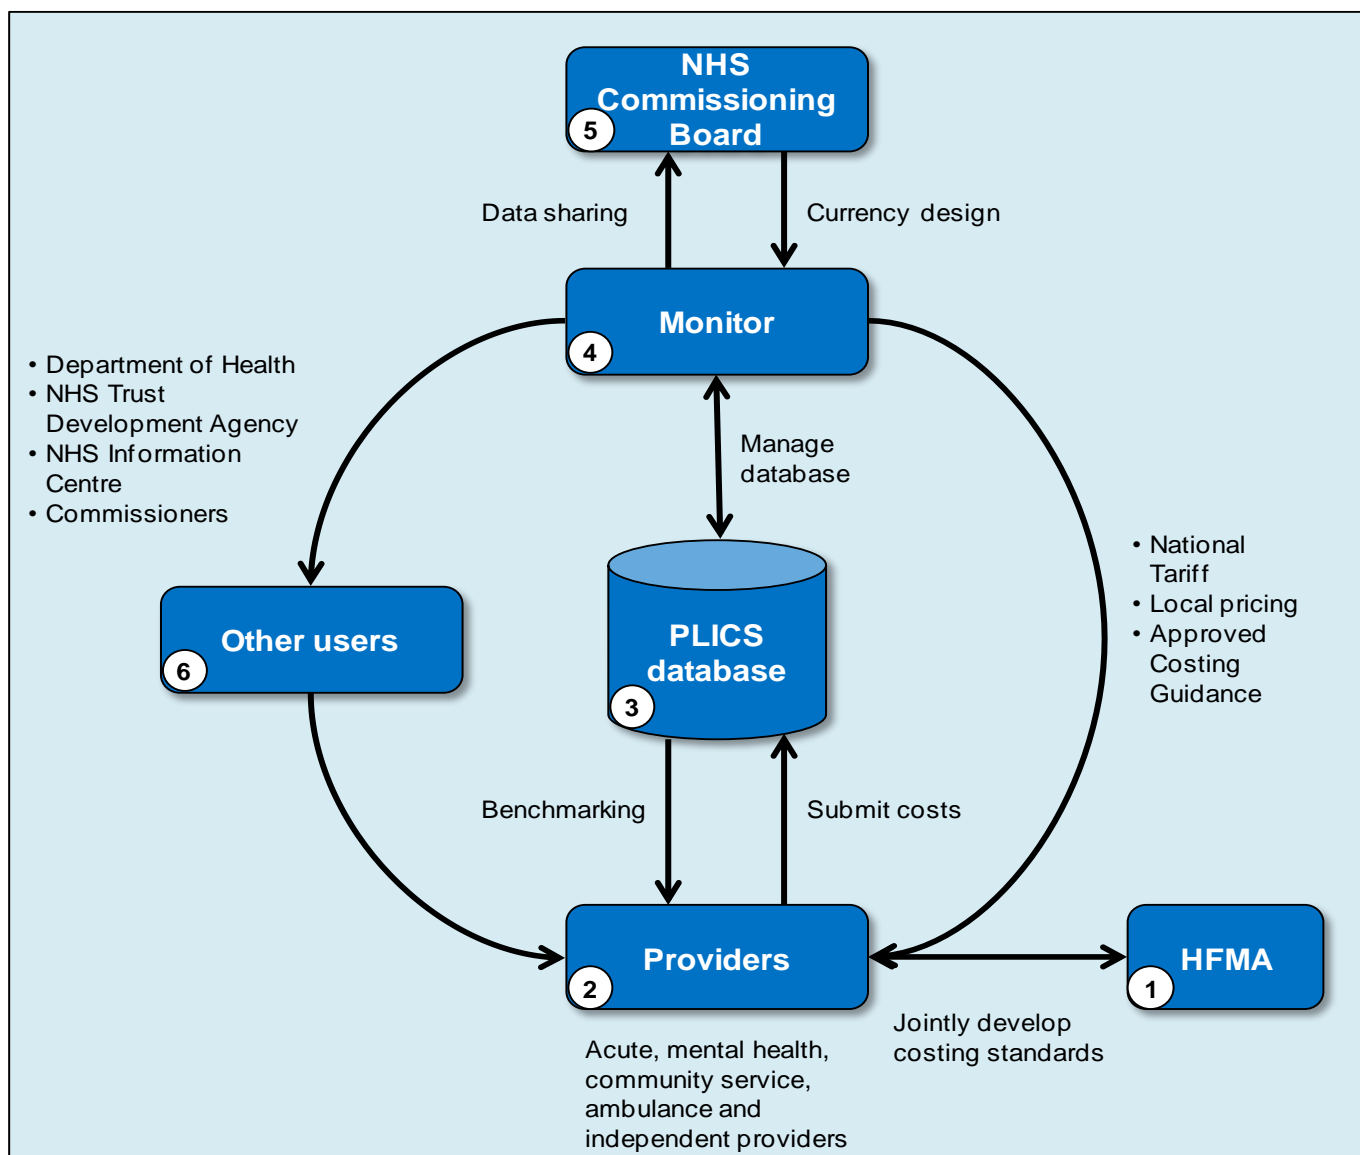 NHS
Commissioning
Board
5
Data sharing
Currency design
Monitor
4
• Department of Health
• NHS Trust
Development Agency
• NHS Information
Centre
• Commissioners
Manage
database
• National
Tariff
• Local pricing
• Approved
Costing
Guidance
Other users
6
PLICS
database
3
Benchmarking
Submit costs
Providers
2
HFMA
1
Jointly develop
costing standards
Acute, mental health,
community service,
ambulance and
independent providers